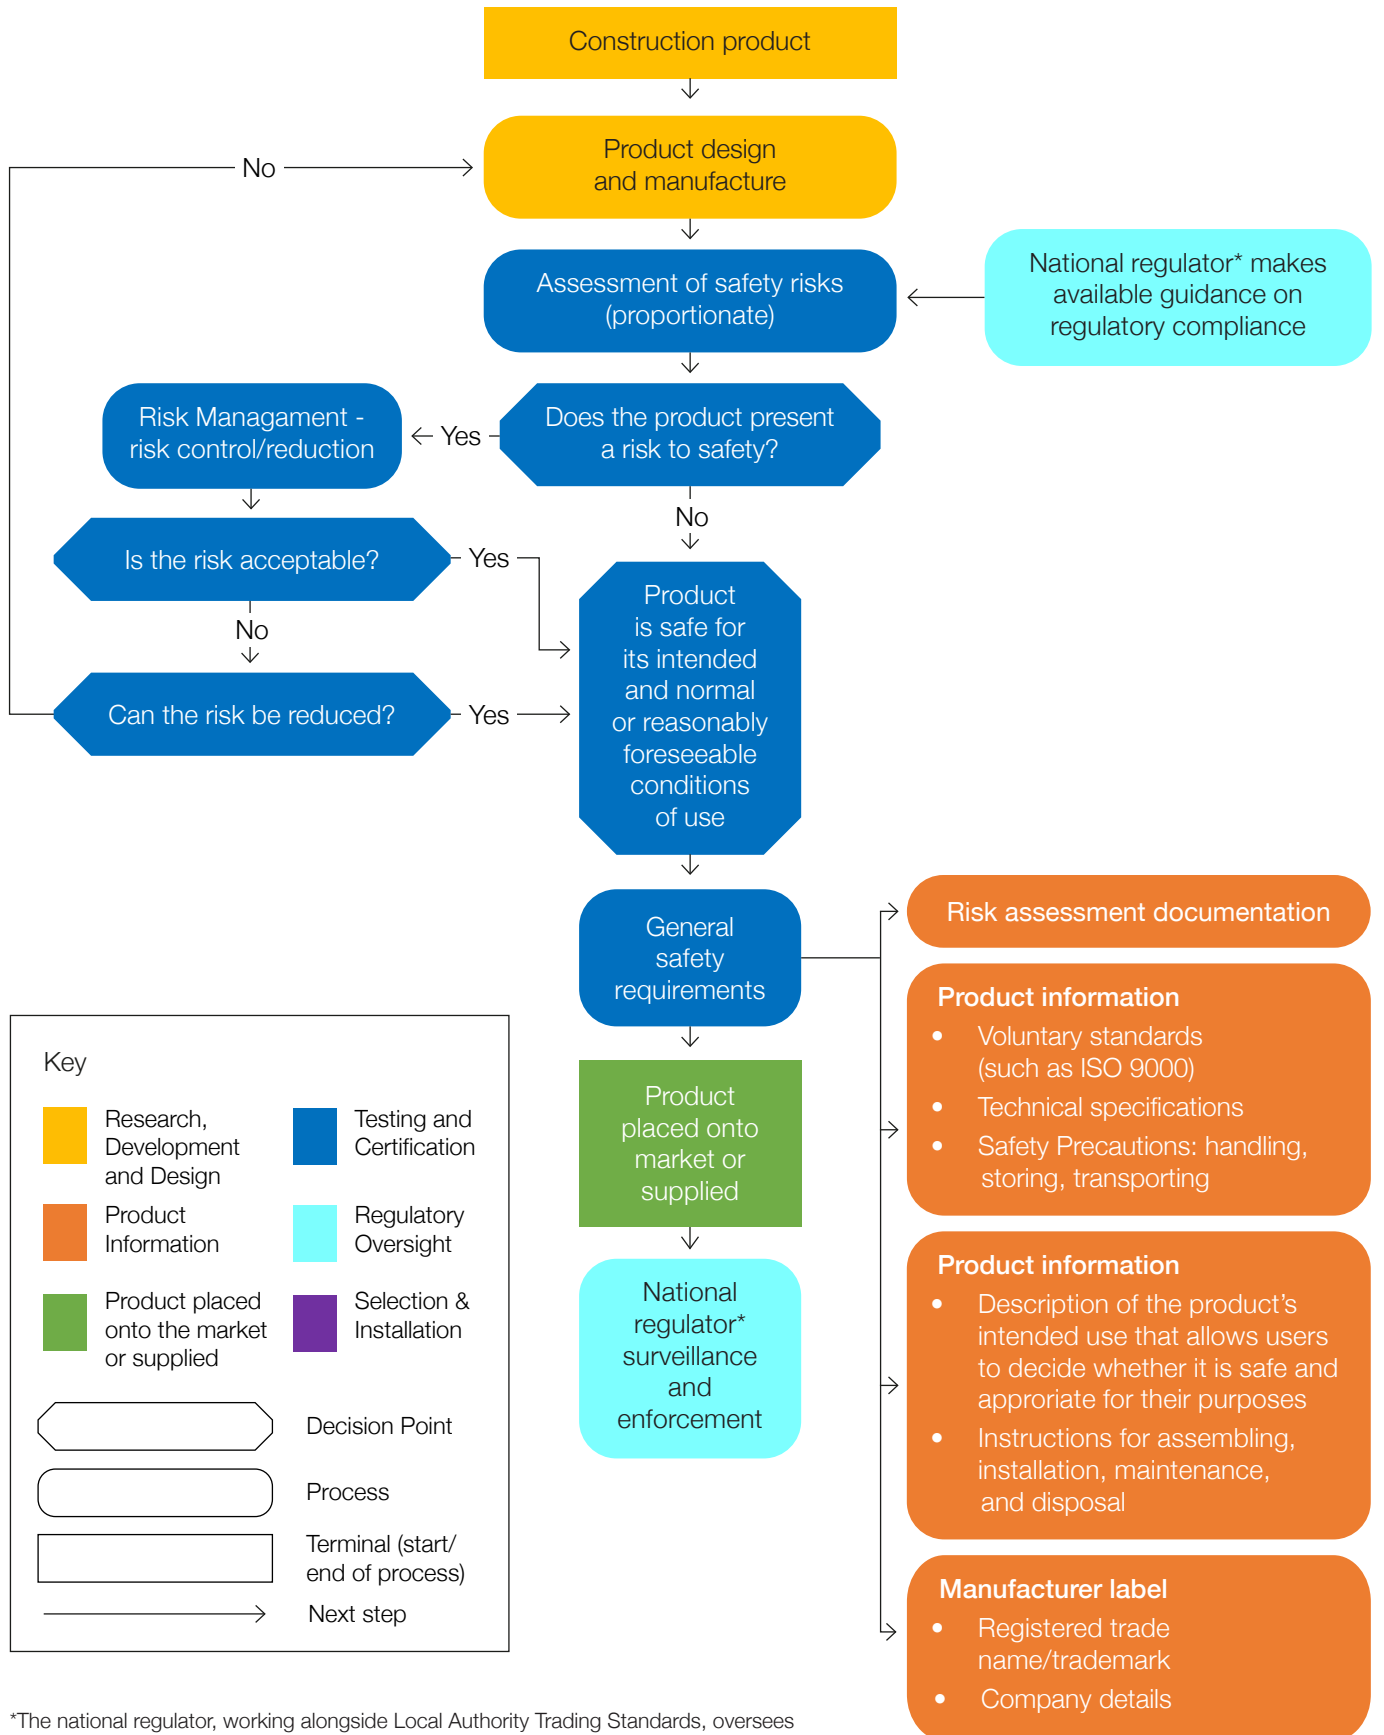 Construction product
Product design
and manufacture
No
Assessment of safety risks
(proportionate)
National regulator* makes
available guidance on
regulatory compliance
Does the product present
a risk to safety?
Yes
Risk Managament -
risk control/reduction
No
Is the risk acceptable?
Yes
No
Can the risk be reduced?
Yes
Product
is safe for
its intended
and normal
or reasonably
foreseeable
conditions
of use
General
safety
requirements
Risk assessment documentation
Product information
• Voluntary standards
(such as ISO 9000)
• Technical specifications
• Safety Precautions: handling,
storing, transporting
Product
placed onto
market or
supplied
Product information
• Description of the product’s
intended use that allows users
to decide whether it is safe and
approriate for their purposes
• Instructions for assembling,
installation, maintenance,
and disposal
National
regulator*
surveillance
and
enforcement
Manufacturer label
• Registered trade
name/trademark
• Company details
Key
Research,
Development
and Design
Testing and
Certification
Product
Information
Regulatory
Oversight
Product placed
onto the market
or supplied
Selection &
Installation
Decision Point
Process
Terminal (start/
end of process)
Next step
*The national regulator, working alongside Local Authority Trading Standards, oversees